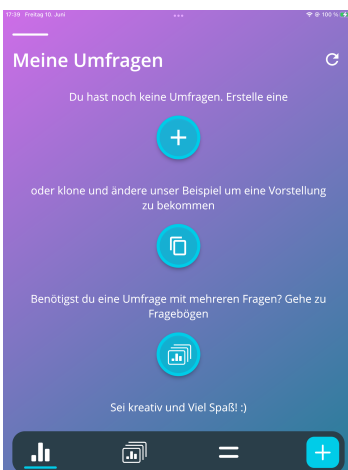 17:39 Freitag 10. Juni
100 %
Meine Umfragen
Du hast noch keine Umfragen. Erstelle eine
oder klone und ändere unser Beispiel um eine Vorstellung
zu bekommen
Benötigst du eine Umfrage mit mehreren Fragen? Gehe zu
Fragebögen
Sei kreativ und Viel Spaß! :)